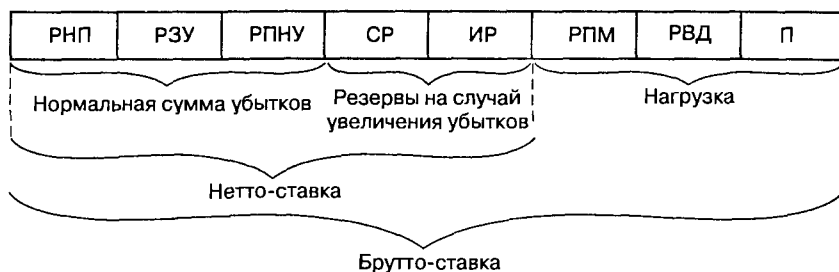 РНП РЗУ РПНУ СР ИР РПМ РВД П
Нормальная сумма убытков
Резервы на случай
увеличения убытков
Нагрузка
Нетто-ставка
Брутто-ставка